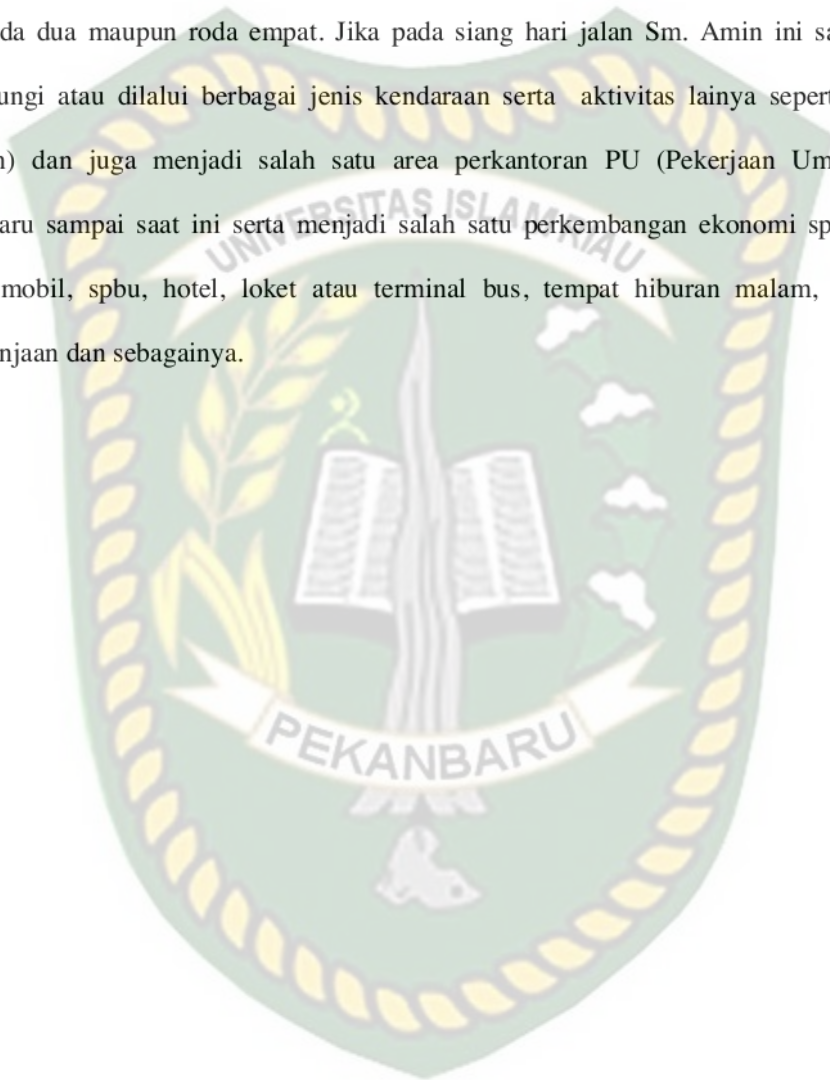 da dua maupun roda empat. Jika pada siang hari jalan Sm. Amin ini sa
ungi atau dilalui berbagai jenis kendaraan serta aktivitas lainya sepert
n) dan juga menjadi salah satu area perkantoran PU (Pekerjaan Um
aru sampai saat ini serta menjadi salah satu perkembangan ekonomi sp
mobil, spbu, hotel, loket atau terminal bus, tempat hiburan malam,
njaan dan sebagainya.
UNIVERSITAS ISLAM RIAU
PEKANBARU